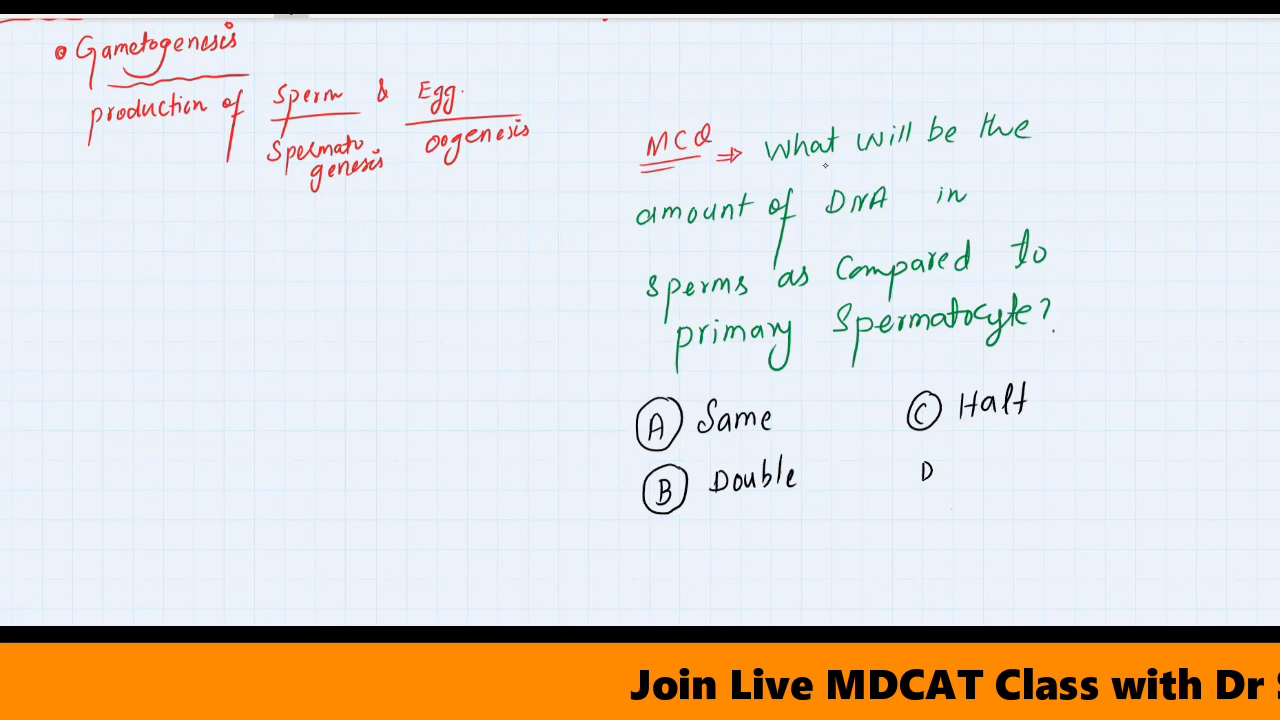 • Gametogenesis
production of Sperm & Egg.
Spermato genesis oogenesis
MCQ ⇒ What will be the
amount of DNA in
sperms as compared to
primary Spermatocyte?
A Same
B Double
C Half
D
Join Live MDCAT Class with Dr